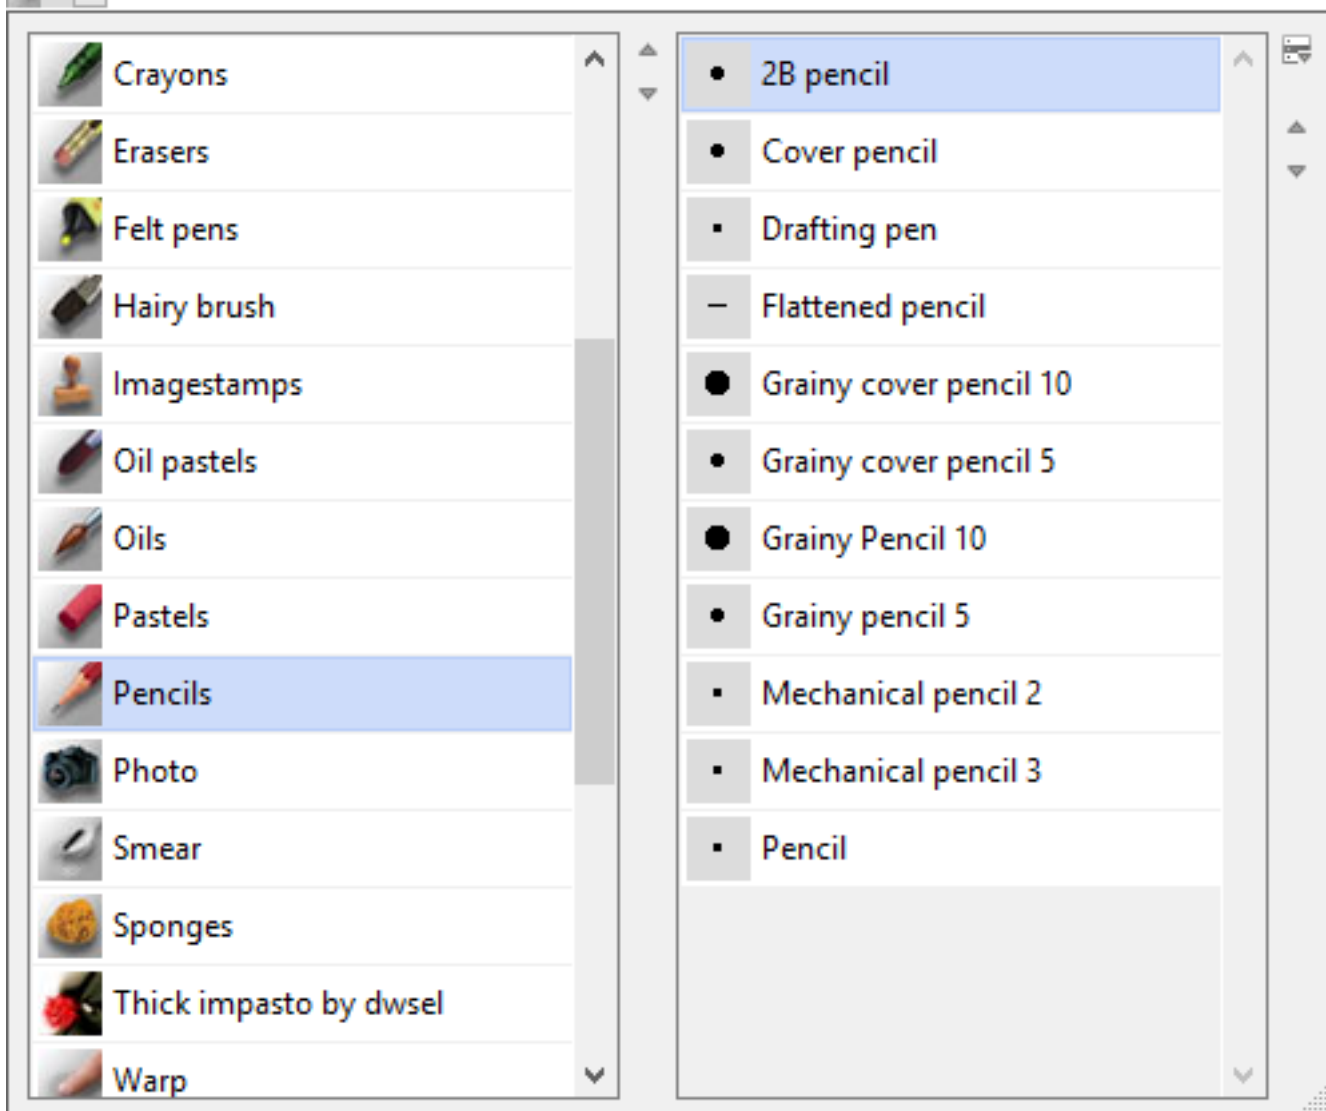 Crayons
Erasers
Felt pens
Hairy brush
Imagestamps
Oil pastels
Oils
Pastels
Pencils
Photo
Smear
Sponges
Thick impasto by dwsel
Warp
2B pencil
Cover pencil
Drafting pen
Flattened pencil
Grainy cover pencil 10
Grainy cover pencil 5
Grainy Pencil 10
Grainy pencil 5
Mechanical pencil 2
Mechanical pencil 3
Pencil